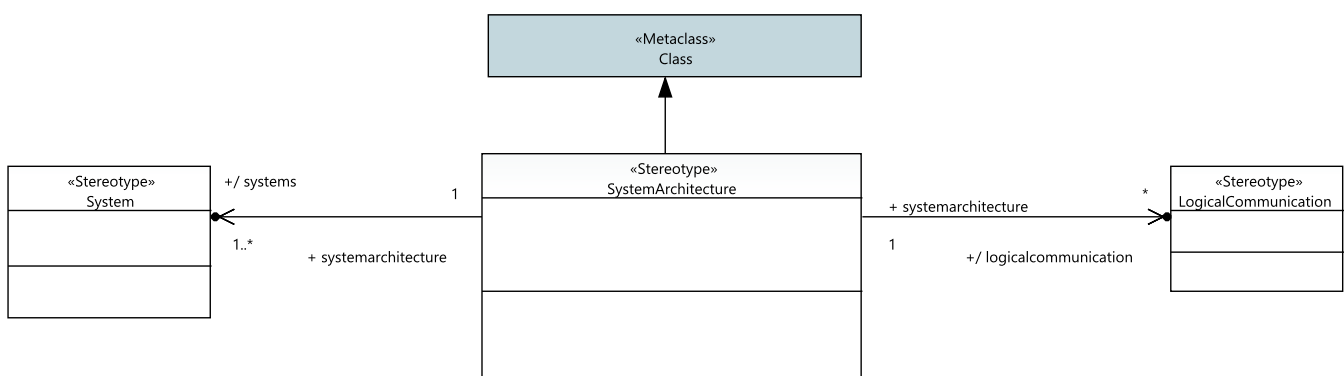 «Metaclass»
Class
«Stereotype»
System
+/ systems
1
1..*
+ systemarchitecture
«Stereotype»
SystemArchitecture
+ systemarchitecture
*
1
+/ logicalcommunication
«Stereotype»
LogicalCommunication